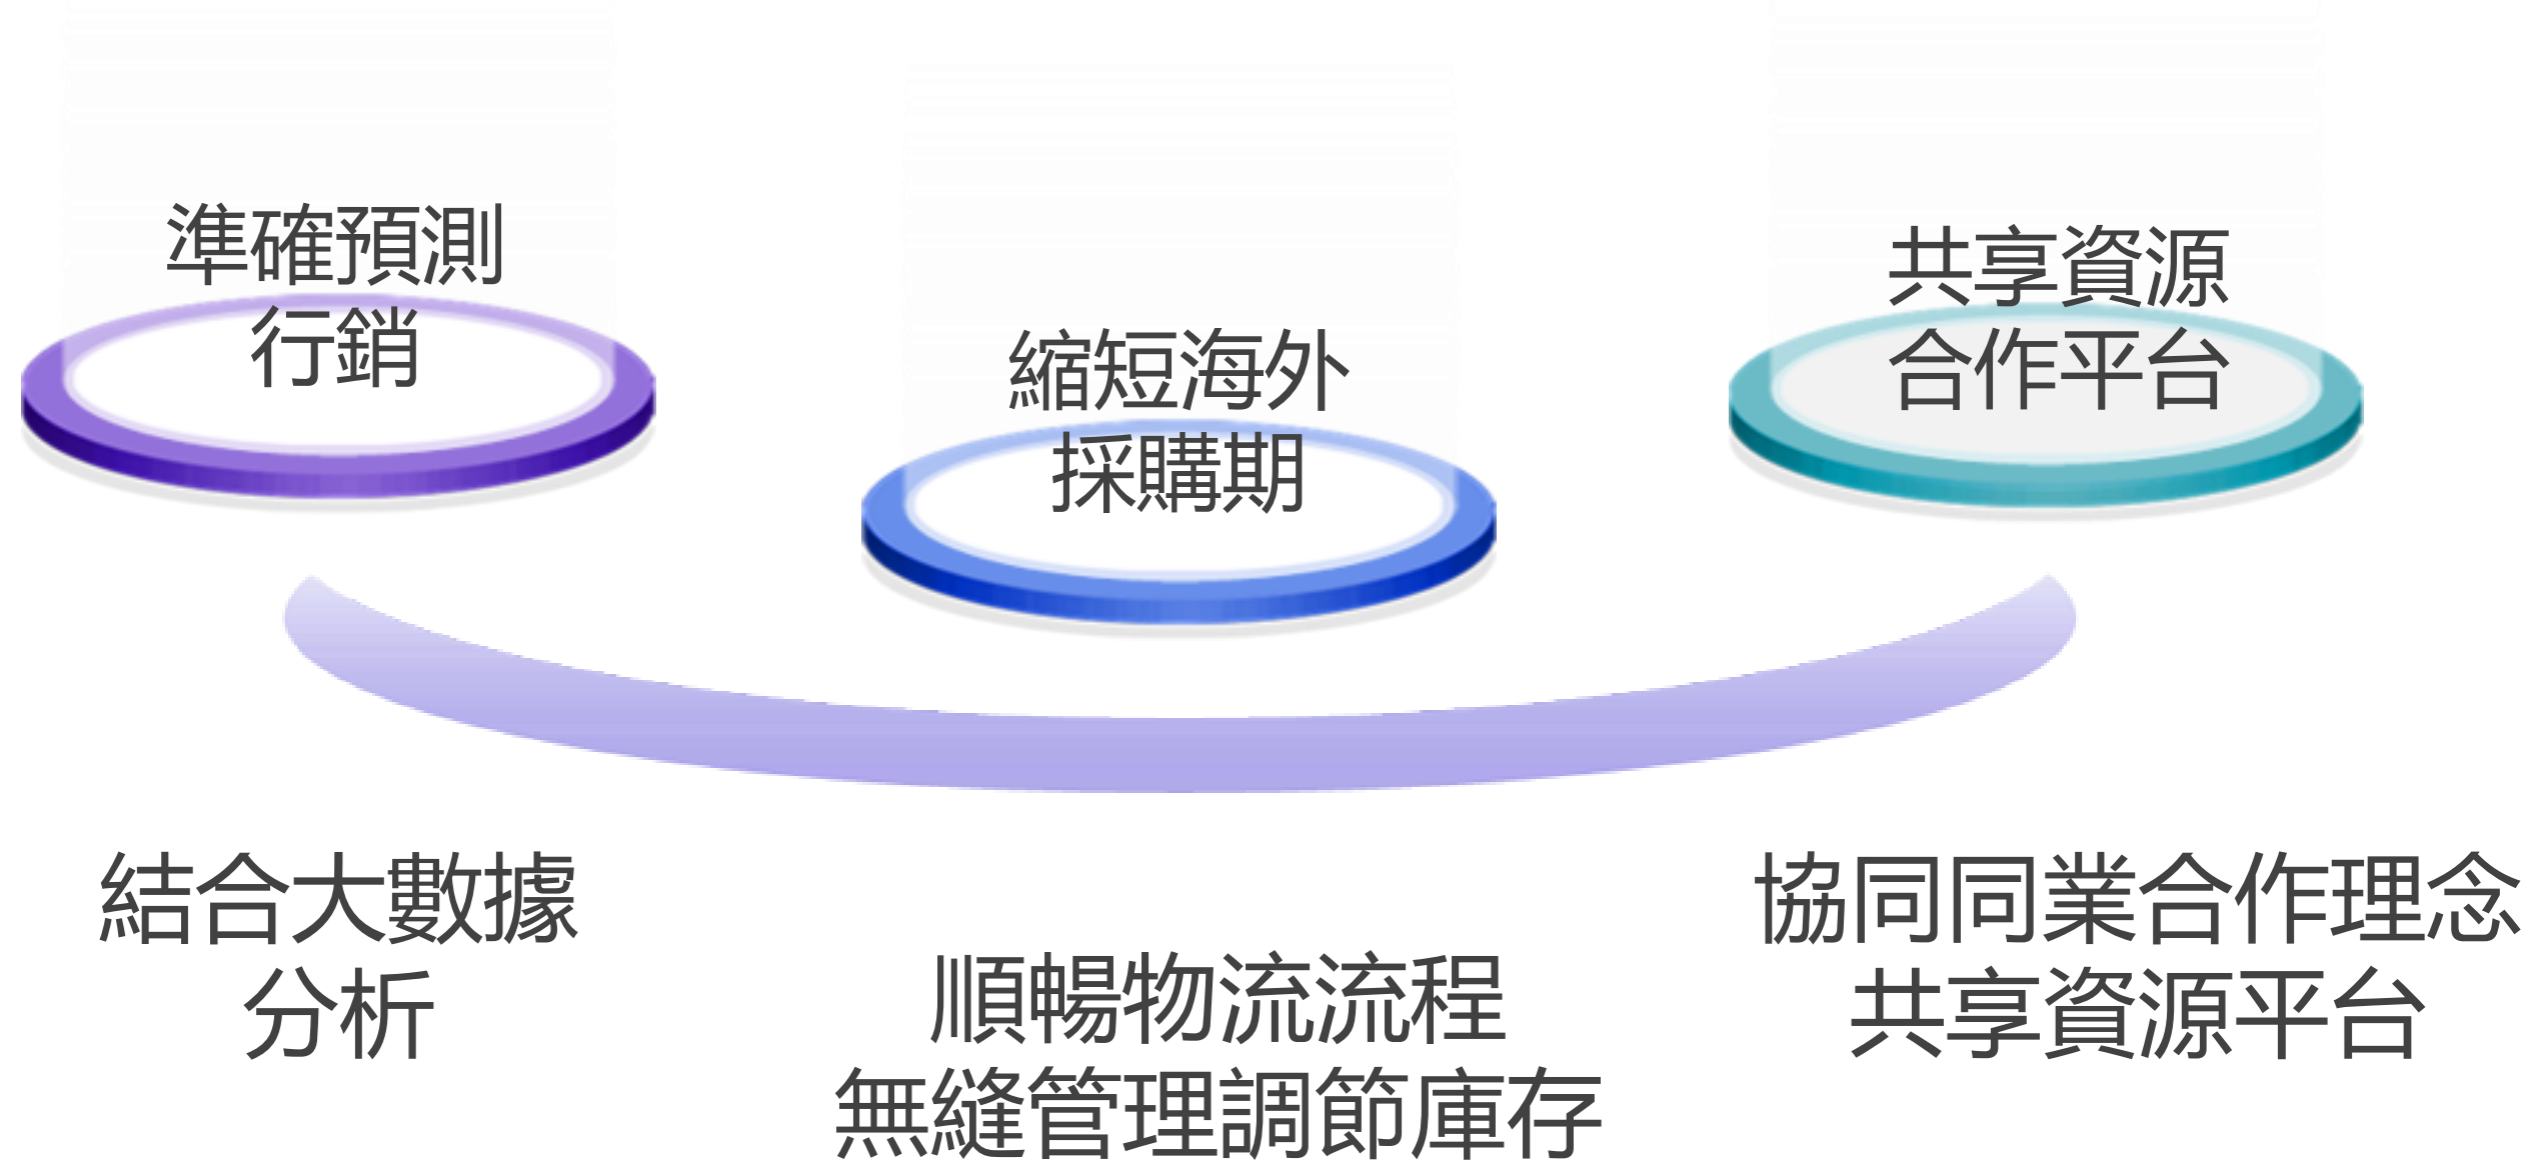 準確預測
行銷
縮短海外
採購期
共享資源
合作平台
結合大數據
分析
順暢物流流程
無縫管理調節庫存
協同同業合作理念
共享資源平台